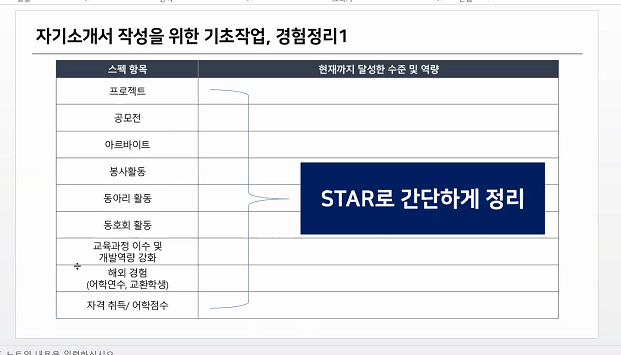 자기소개서 작성을 위한 기초작업, 경험정리1
스펙 항목
현재까지 달성한 수준 및 역량
프로젝트
공모전
아르바이트
봉사활동
동아리 활동
동호회 활동
교육과정 이수 및
개발역량 강화
해외 경험
(어학연수, 교환학생)
자격 취득/ 어학점수
STAR로 간단하게 정리